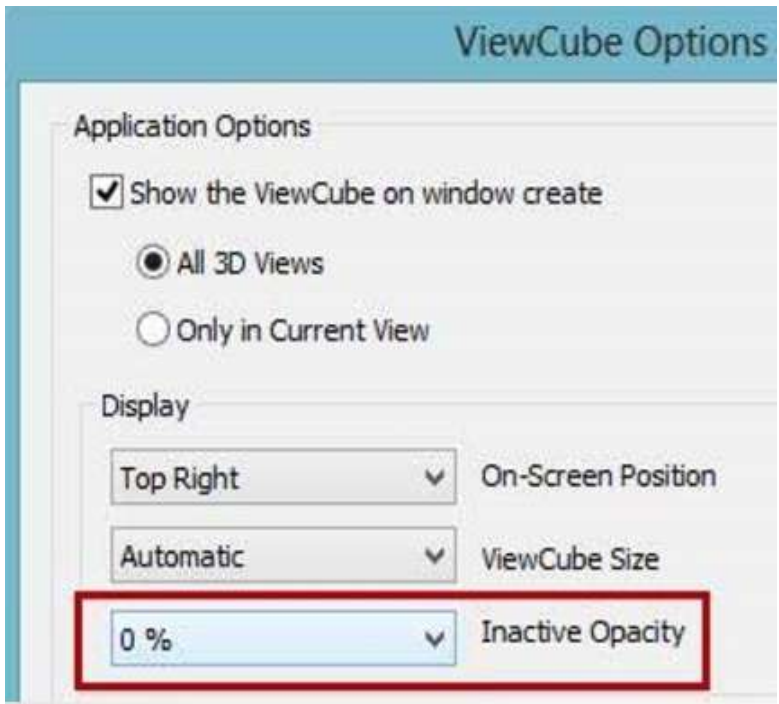 ViewCube Options
Application Options
Show the ViewCube on window create
All 3D Views
Only in Current View
Display
Top Right On-Screen Position
Automatic ViewCube Size
0 % Inactive Opacity